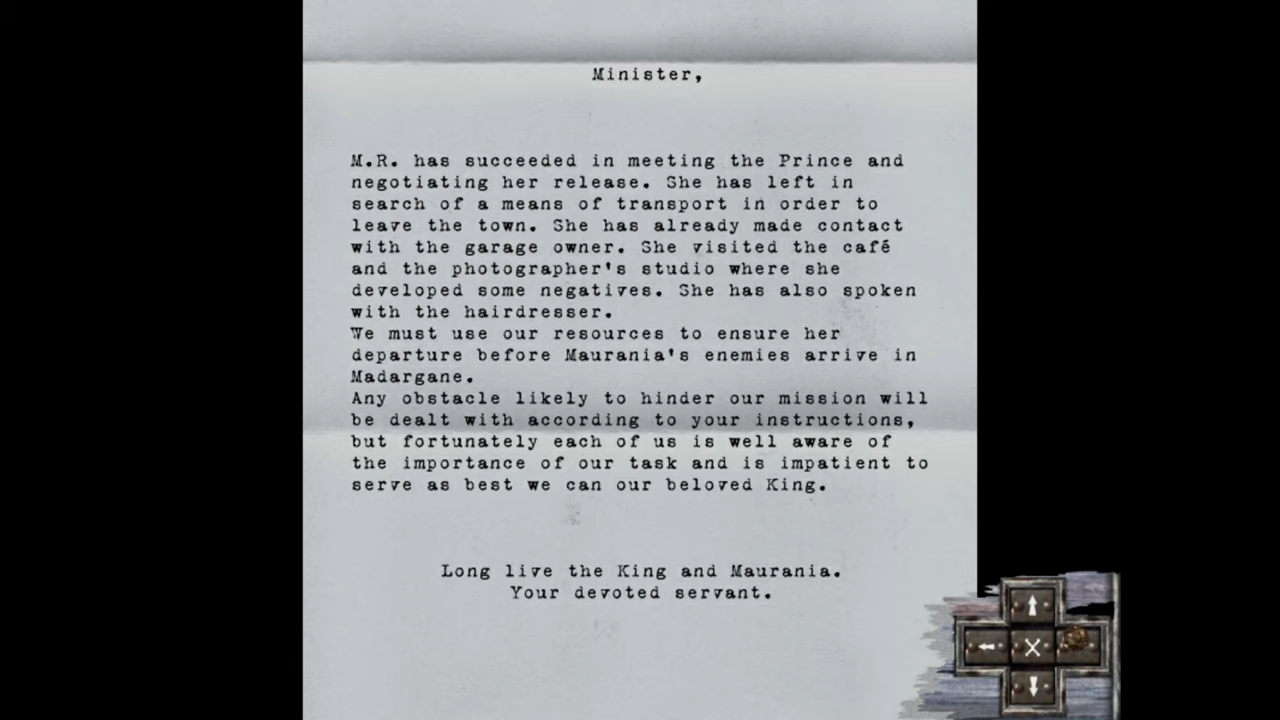 Minister,
M.R. has succeeded in meeting the Prince and
negotiating her release. She has left in
search of a means of transport in order to
leave the town. She has already made contact
with the garage owner. She visited the café
and the photographer's studio where she
developed some negatives. She has also spoken
with the hairdresser.
We must use our resources to ensure her
departure before Maurania's enemies arrive in
Madargane.
Any obstacle likely to hinder our mission will
be dealt with according to your instructions,
but fortunately each of us is well aware of
the importance of our task and is impatient to
serve as best we can our beloved King.
Long live the King and Maurania.
Your devoted servant.